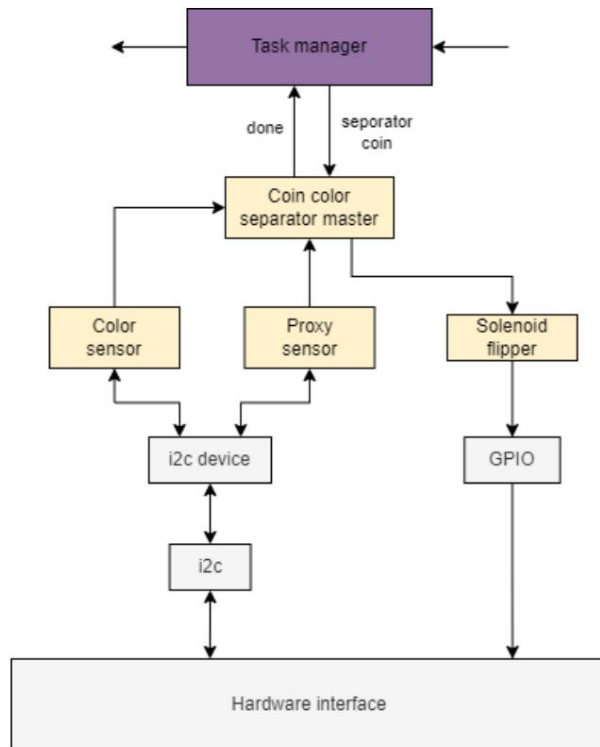 Task manager
done
seporator
coin
Coin color
separator master
Color
sensor
Proxy
sensor
Solenoid
flipper
i2c device
GPIO
i2c
Hardware interface